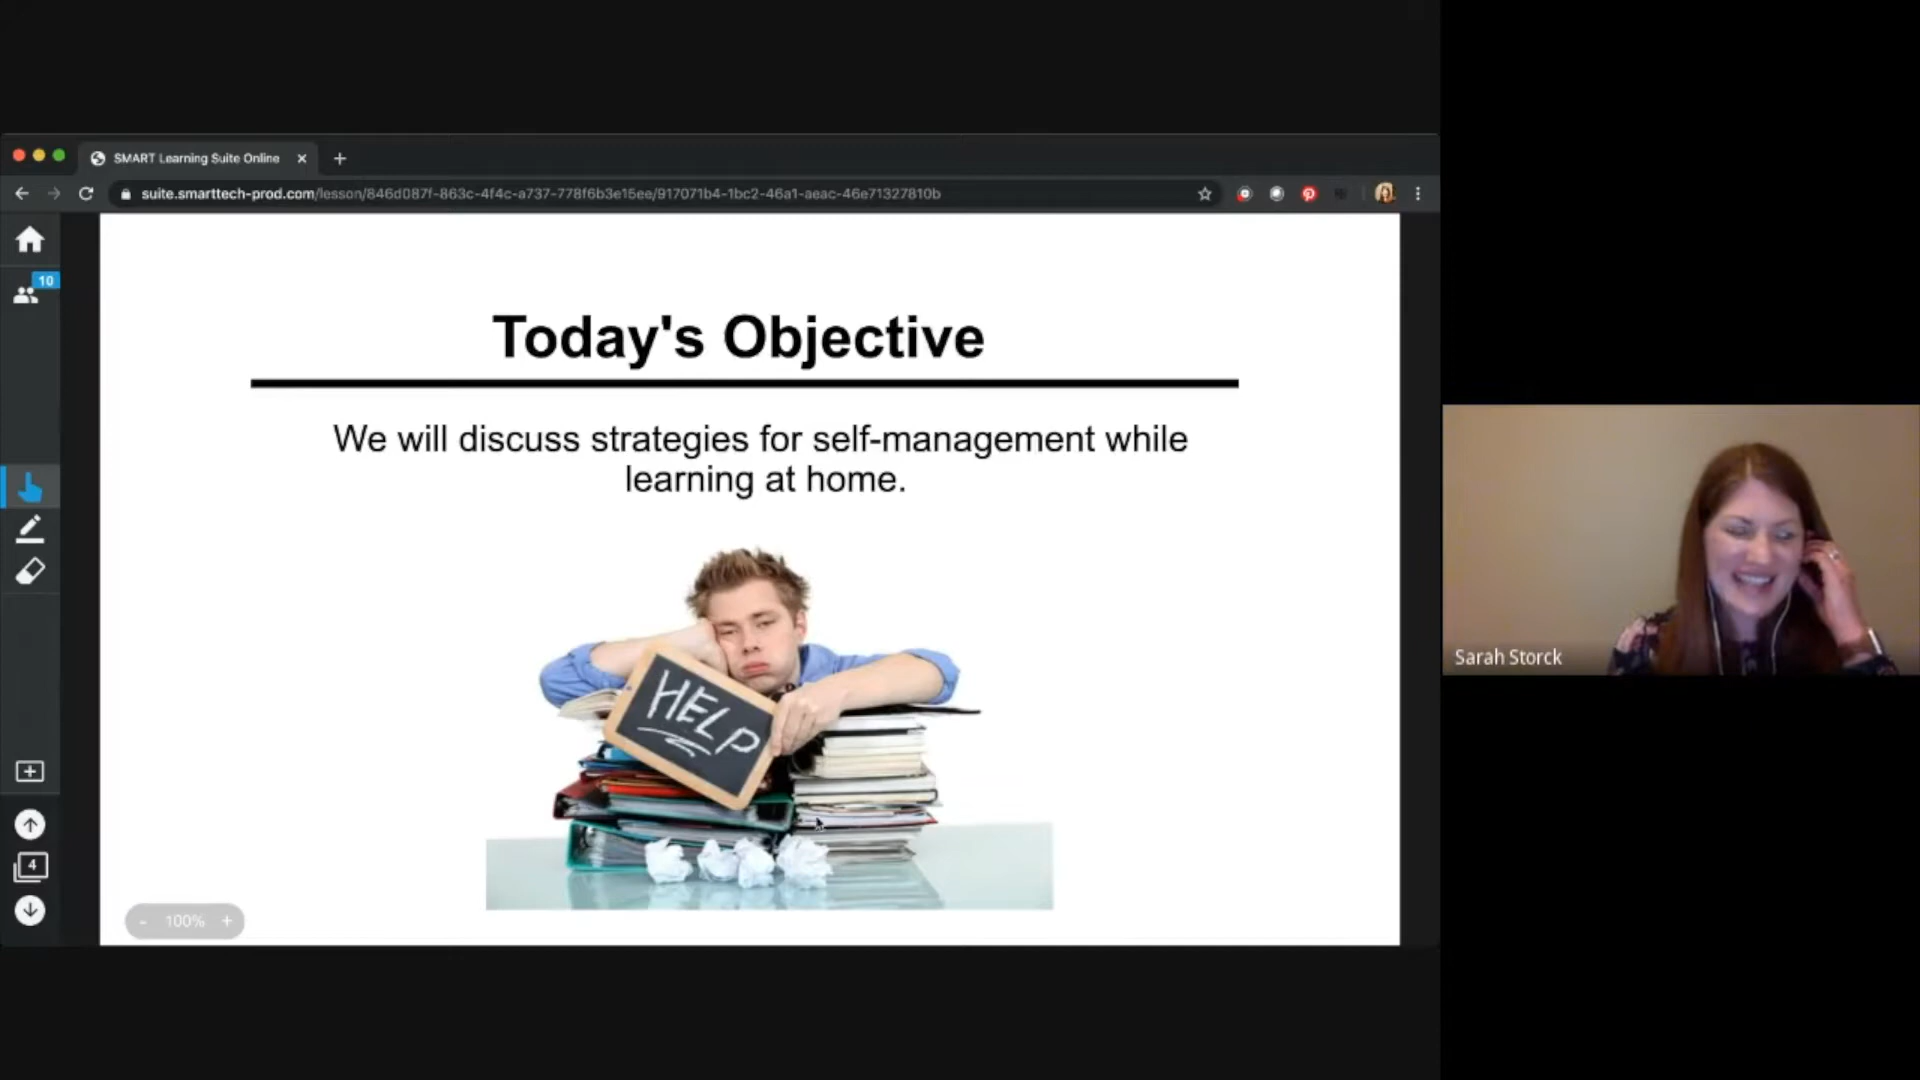 SMART Learning Suite Online
suite.smarttech-prod.com/lesson/846d087f-863c-4f4c-a737-778f6b3e15ee/917071b4-1bc2-46a1-aeac-46e71327810b
10
Today's Objective
We will discuss strategies for self-management while
learning at home.
HELP
Sarah Storck
4
- 100% +